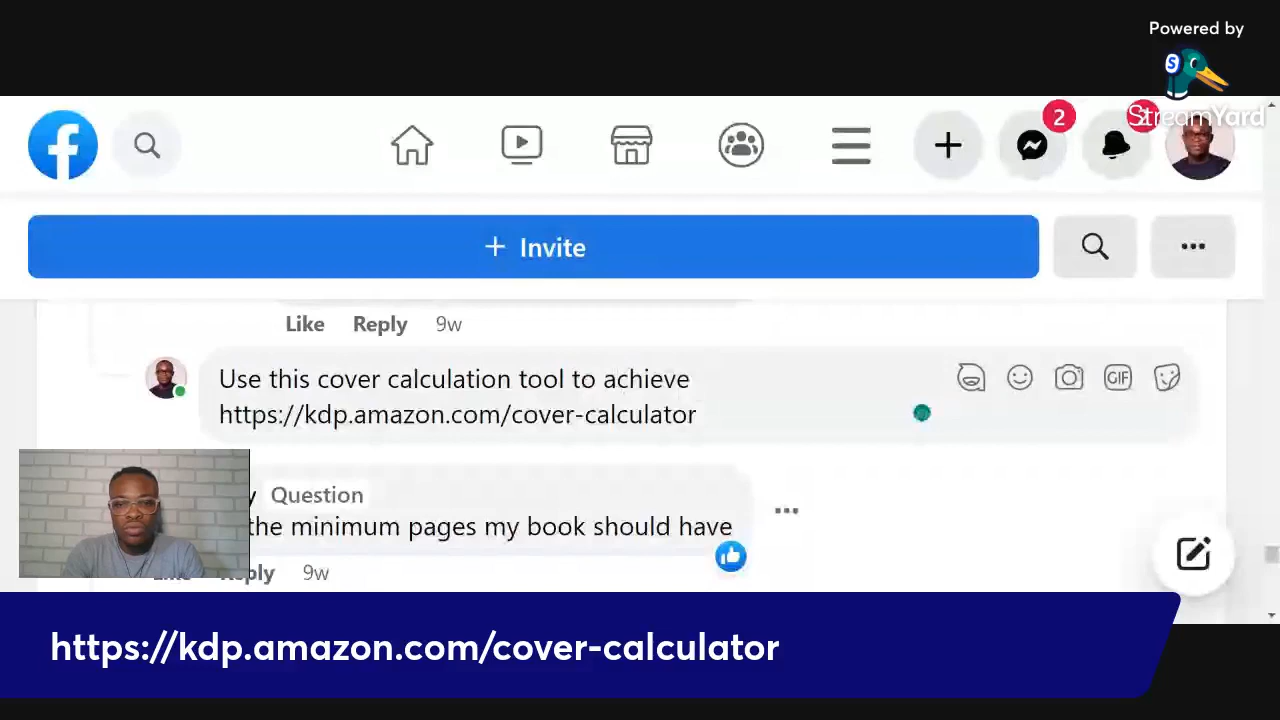 Powered by
StreamYard
2
Invite
Like Reply 9w
Use this cover calculation tool to achieve
https://kdp.amazon.com/cover-calculator
Question
the minimum pages my book should have
Reply 9w
GIF
https://kdp.amazon.com/cover-calculator